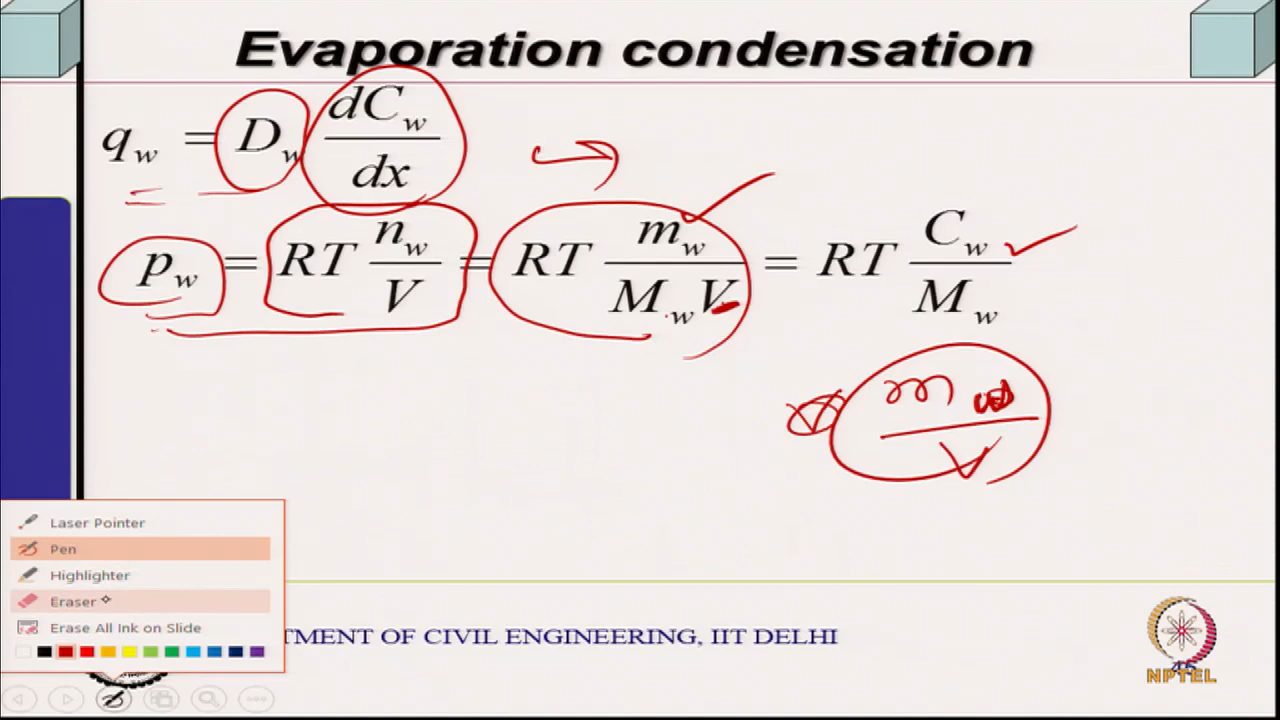 Evaporation condensation
q_w = D_w dC_w/dx
p_w = RT n_w/V = RT m_w/(M_w V) = RT C_w/M_w
m/V
Laser Pointer
Pen
Highlighter
Eraser
Erase All Ink on Slide
TMENT OF CIVIL ENGINEERING, IIT DELHI
NPTEL